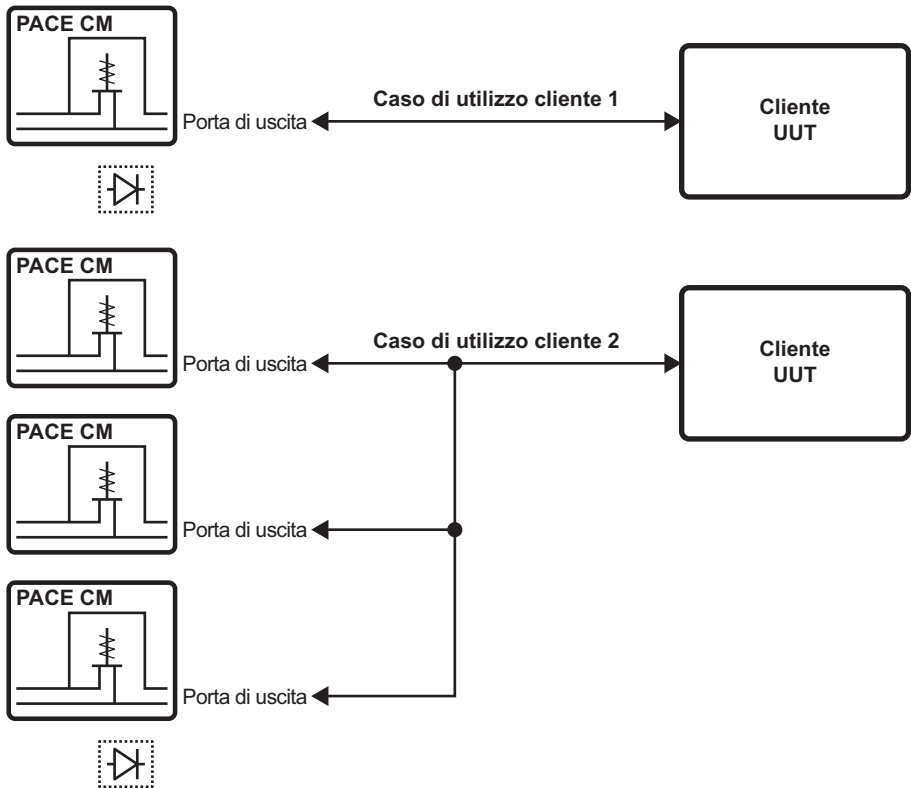 PACE CM
Porta di uscita
Caso di utilizzo cliente 1
Cliente
UUT
PACE CM
Porta di uscita
Caso di utilizzo cliente 2
Cliente
UUT
PACE CM
Porta di uscita
PACE CM
Porta di uscita